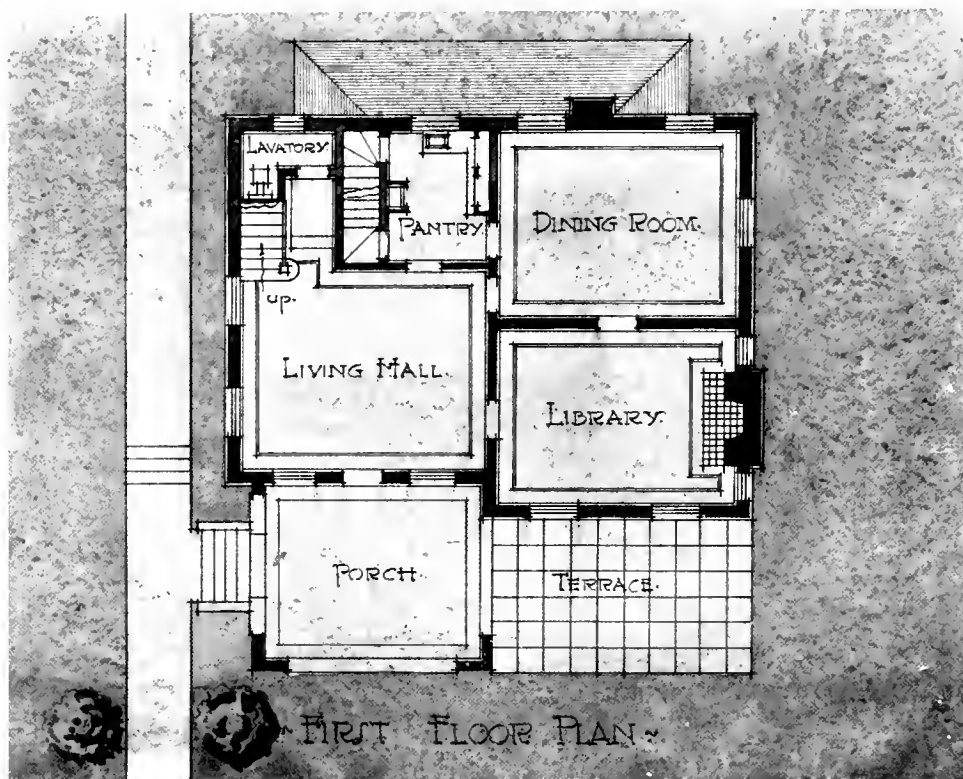 LAVATORY.
PANTRY.
DINING ROOM.
up.
LIVING HALL.
LIBRARY.
PORCH.
TERRACE.
~ FIRST FLOOR PLAN ~